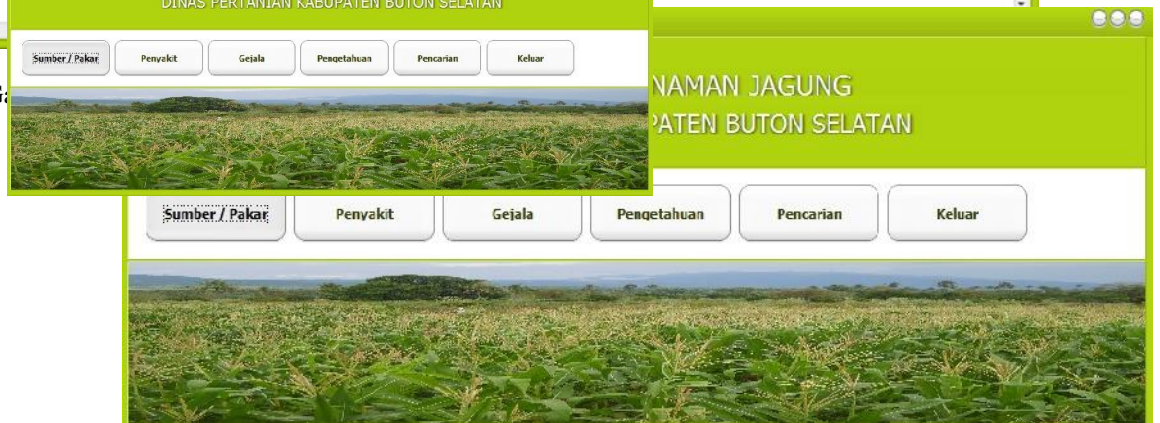 DINAS PERTANIAN KABUPATEN BUTON SELATAN
Sumber / Pakar Penyakit Gejala Pengetahuan Pencarian Keluar
NAMAN JAGUNG
PATEN BUTON SELATAN
Sumber / Pakar Penyakit Gejala Pengetahuan Pencarian Keluar